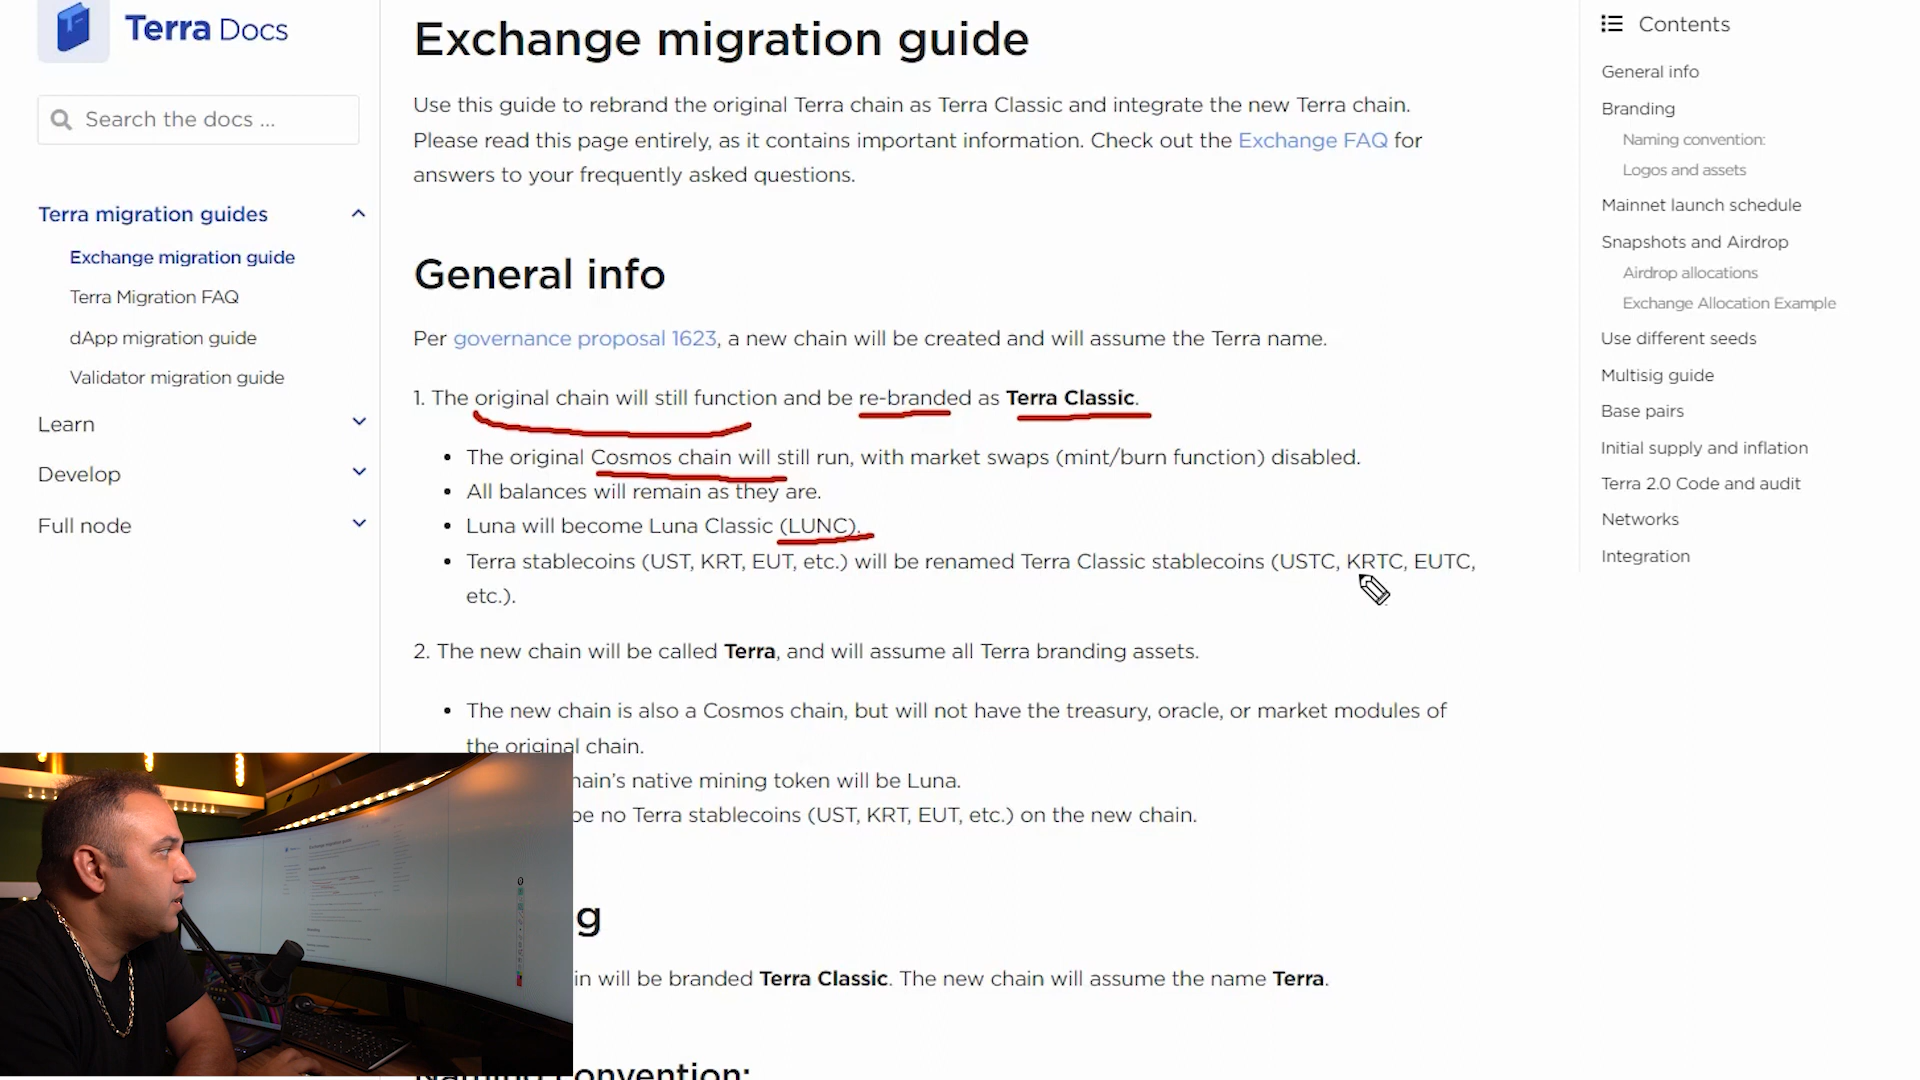 Terra Docs
Search the docs ...
Terra migration guides
Exchange migration guide
Terra Migration FAQ
dApp migration guide
Validator migration guide
Learn
Develop
Full node
Exchange migration guide
Use this guide to rebrand the original Terra chain as Terra Classic and integrate the new Terra chain.
Please read this page entirely, as it contains important information. Check out the Exchange FAQ for
answers to your frequently asked questions.
General info
Per governance proposal 1623, a new chain will be created and will assume the Terra name.
1. The original chain will still function and be re-branded as Terra Classic.
• The original Cosmos chain will still run, with market swaps (mint/burn function) disabled.
• All balances will remain as they are.
• Luna will become Luna Classic (LUNC).
• Terra stablecoins (UST, KRT, EUT, etc.) will be renamed Terra Classic stablecoins (USTC, KRTC, EUTC,
etc.).
2. The new chain will be called Terra, and will assume all Terra branding assets.
• The new chain is also a Cosmos chain, but will not have the treasury, oracle, or market modules of
the original chain.
hain's native mining token will be Luna.
be no Terra stablecoins (UST, KRT, EUT, etc.) on the new chain.
g
in will be branded Terra Classic. The new chain will assume the name Terra.
Naming convention:
Contents
General info
Branding
Naming convention:
Logos and assets
Mainnet launch schedule
Snapshots and Airdrop
Airdrop allocations
Exchange Allocation Example
Use different seeds
Multisig guide
Base pairs
Initial supply and inflation
Terra 2.0 Code and audit
Networks
Integration